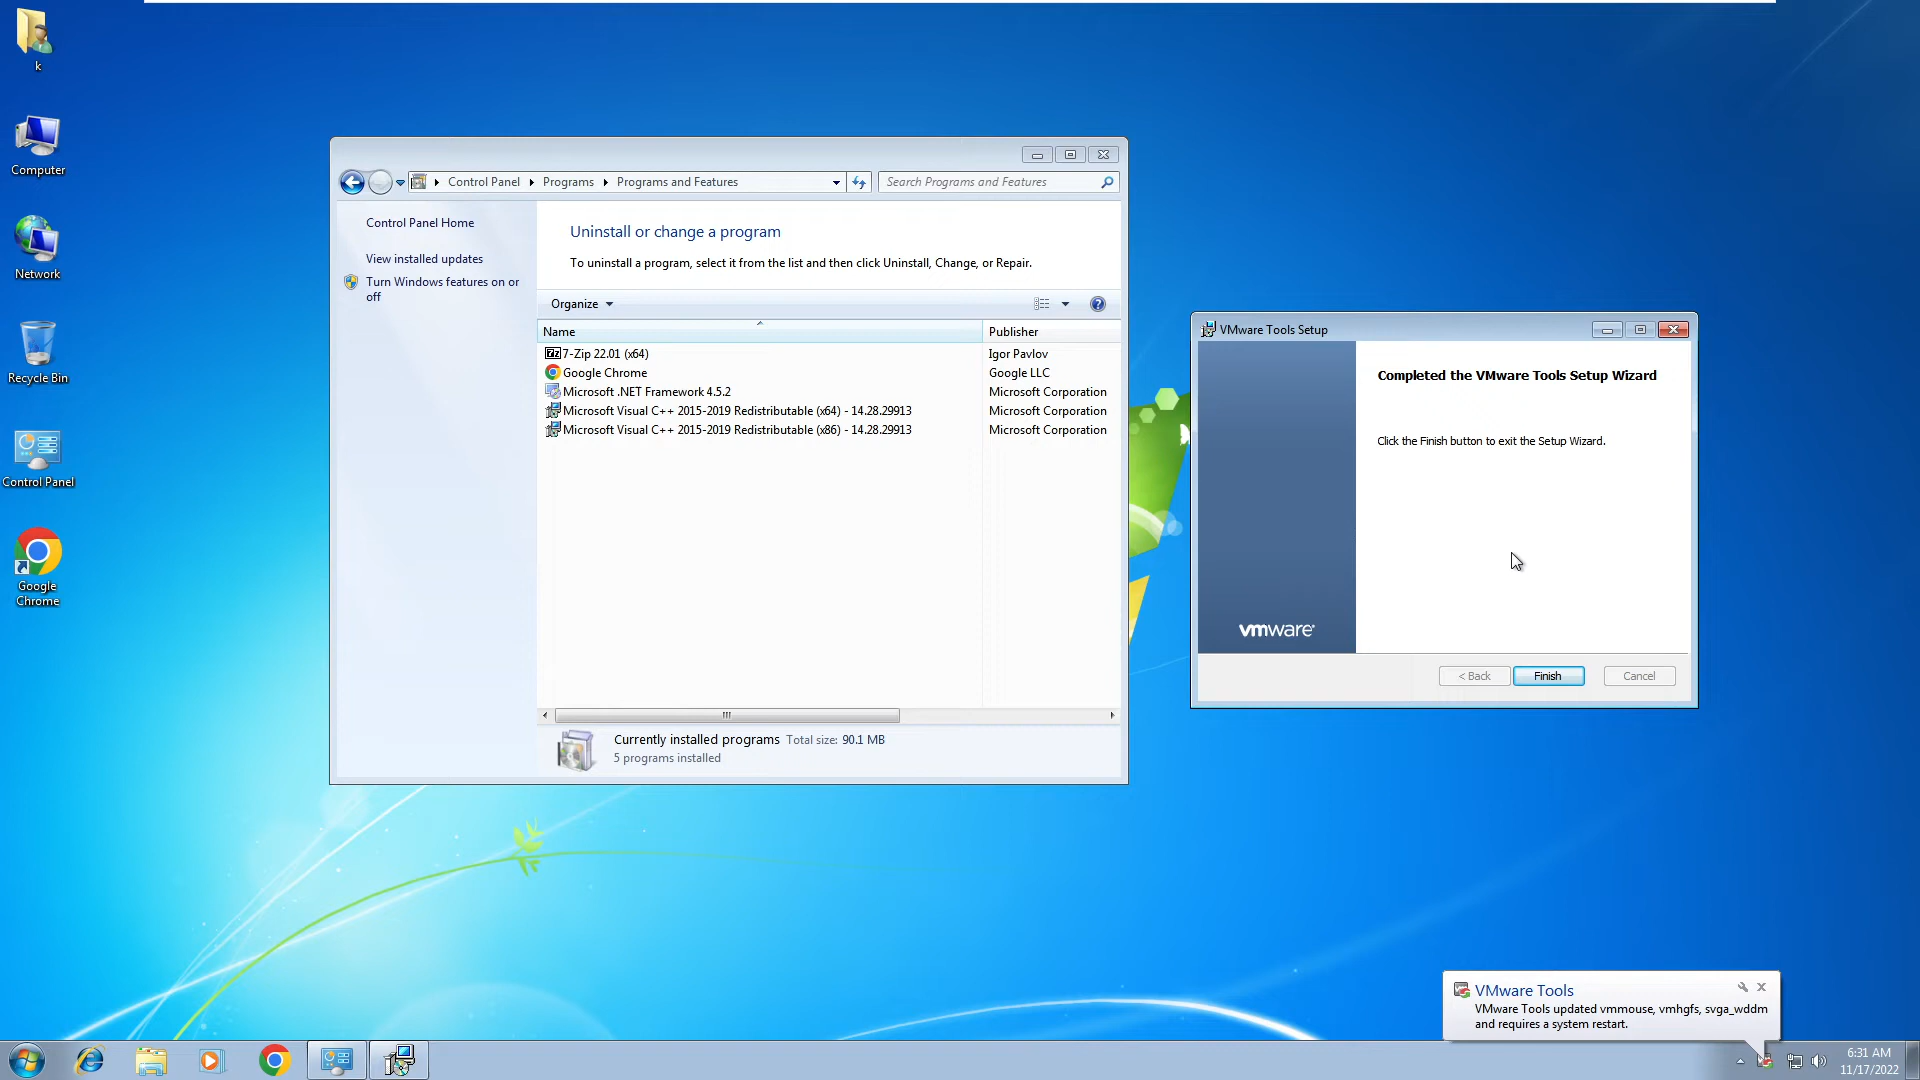 k
Computer
Network
Recycle Bin
Control Panel
Google
Chrome
Control Panel
Programs
Programs and Features
Search Programs and Features
Control Panel Home
View installed updates
Turn Windows features on or
off
Uninstall or change a program
To uninstall a program, select it from the list and then click Uninstall, Change, or Repair.
Organize
Name Publisher
7-Zip 22.01 (x64) Igor Pavlov
Google Chrome Google LLC
Microsoft .NET Framework 4.5.2 Microsoft Corporation
Microsoft Visual C++ 2015-2019 Redistributable (x64) - 14.28.29913 Microsoft Corporation
Microsoft Visual C++ 2015-2019 Redistributable (x86) - 14.28.29913 Microsoft Corporation
Currently installed programs Total size: 90.1 MB
5 programs installed
VMware Tools Setup
Completed the VMware Tools Setup Wizard
Click the Finish button to exit the Setup Wizard.
vmware
< Back Finish Cancel
VMware Tools
VMware Tools updated vmmouse, vmhgfs, svga_wddm
and requires a system restart.
6:31 AM
11/17/2022